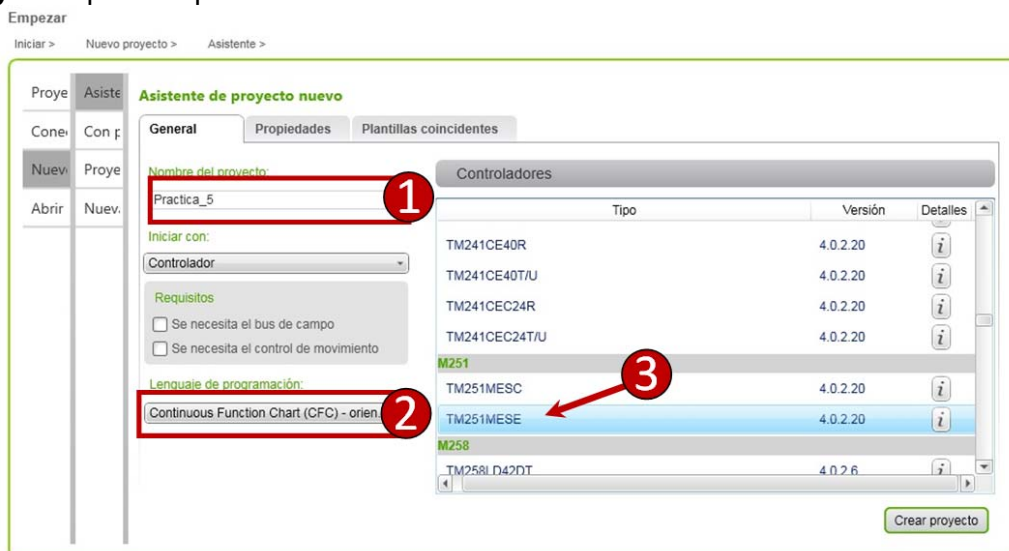 Empezar
Iniciar > Nuevo proyecto > Asistente >
Proye
Cone
Nuev
Abrir
Asiste
Con p
Proye
Nuev.
Asistente de proyecto nuevo
General Propiedades Plantillas coincidentes
Nombre del proyecto:
Practica_5
1
Iniciar con:
Controlador
Requisitos
Se necesita el bus de campo
Se necesita el control de movimiento
Lenguaje de programación:
Continuous Function Chart (CFC) - orien.
2
Controladores
Tipo Versión Detalles
TM241CE40R 4.0.2.20 i
TM241CE40T/U 4.0.2.20 i
TM241CEC24R 4.0.2.20 i
TM241CEC24T/U 4.0.2.20 i
M251
3
TM251MESC 4.0.2.20 i
TM251MESE 4.0.2.20 i
M258
TM258LD42DT 4.0.2.6 i
Crear proyecto